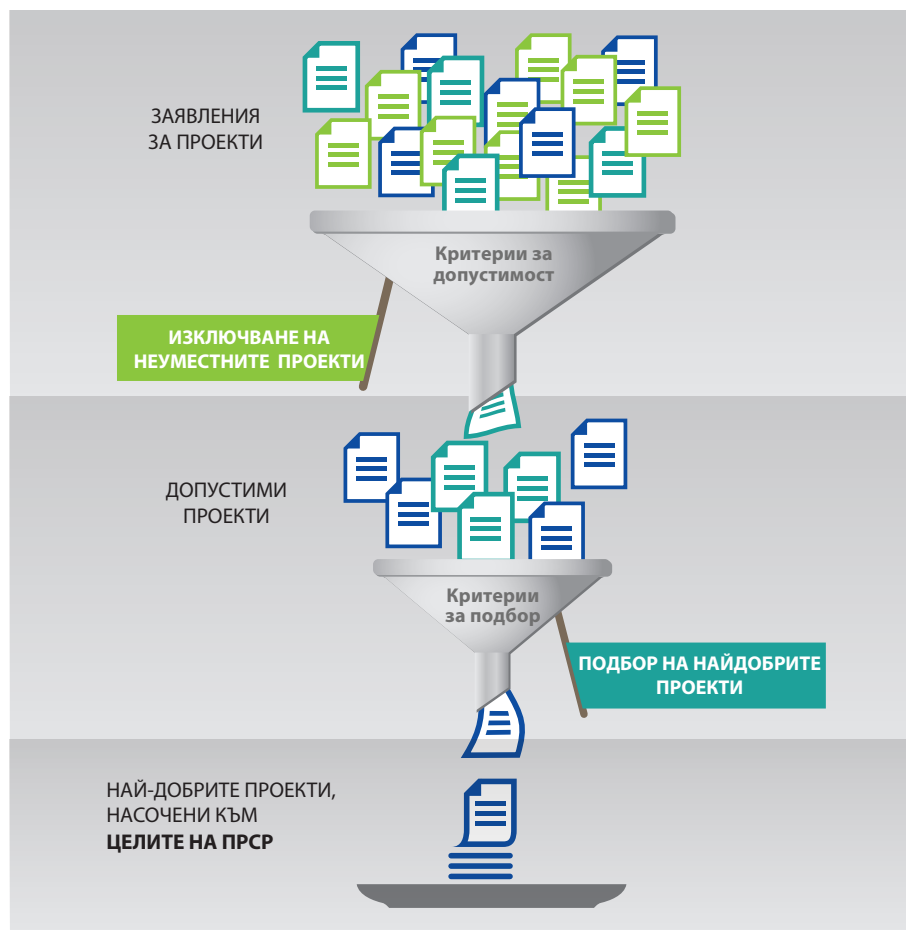 ЗАЯВЛЕНИЯ
ЗА ПРОЕКТИ
Критерии за
допустимост
ИЗКЛЮЧВАНЕ НА
НЕУМЕСТНИТЕ ПРОЕКТИ
ДОПУСТИМИ
ПРОЕКТИ
Критерии
за подбор
ПОДБОР НА НАЙДОБРИТЕ
ПРОЕКТИ
НАЙ-ДОБРИТЕ ПРОЕКТИ,
НАСОЧЕНИ КЪМ
ЦЕЛИТЕ НА ПРСР